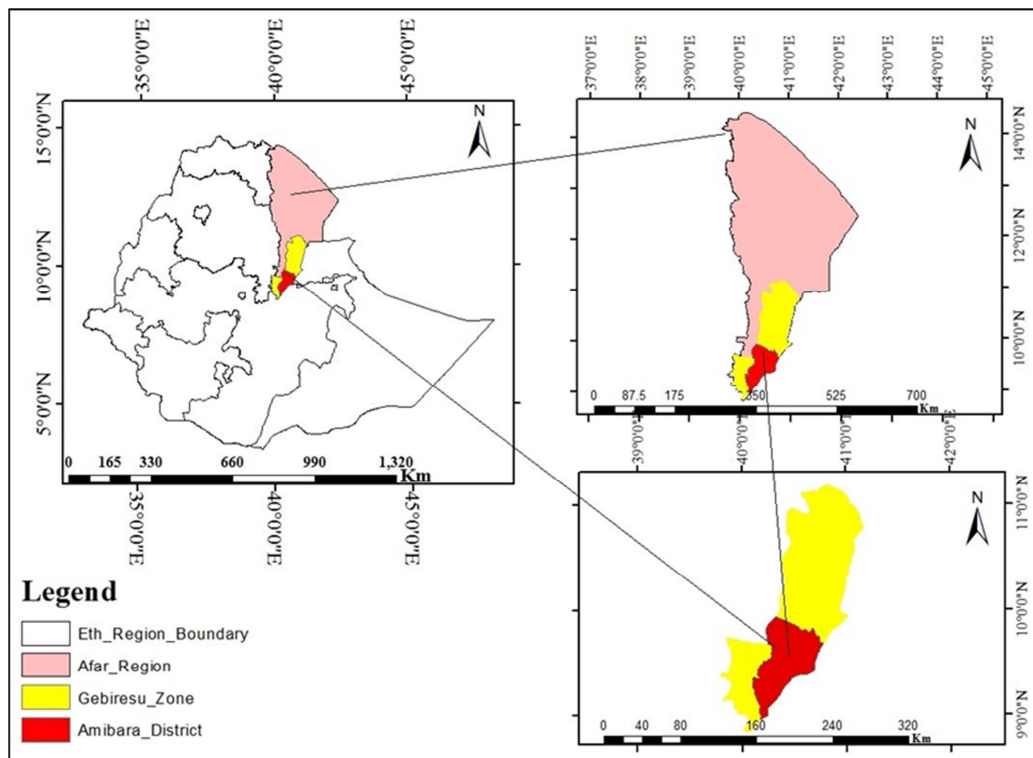 35°0'0"E 40°0'0"E 45°0'0"E
15°0'0"N
10°0'0"N
5°0'0"N
N
0 165 330 660 990 1,320
Km
35°0'0"E 40°0'0"E 45°0'0"E
37°0'0"E 38°0'0"E 39°0'0"E 40°0'0"E 41°0'0"E 42°0'0"E 43°0'0"E 44°0'0"E 45°0'0"E
N
14°0'0"N
12°0'0"N
10°0'0"N
0 87.5 175 350 525 700
Km
39°0'0"E 40°0'0"E 41°0'0"E 42°0'0"E
N
11°0'0"N
10°0'0"N
9°0'0"N
0 20 40 80 160 240 320
Km
Legend
Eth_Region_Boundary
Afar_Region
Gebiresu_Zone
Amibara_District